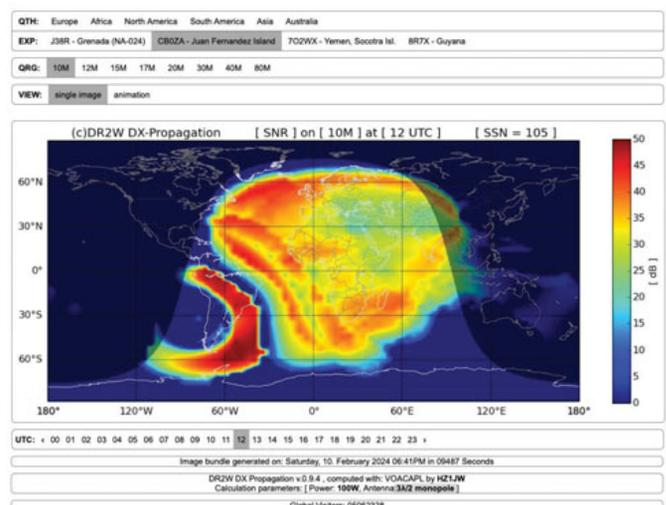 QTH: Europe Africa North America South America Asia Australia
EXP: J38R - Grenada (NA-024) CB0ZA - Juan Fernandez Island 7O2WX - Yemen, Socotra Isl. 8R7X - Guyana
QRG: 10M 12M 15M 17M 20M 30M 40M 80M
VIEW: single image animation
(c)DR2W DX-Propagation [ SNR ] on [ 10M ] at [ 12 UTC ] [ SSN = 105 ]
50
45
40
35
30
25
20
15
10
5
0
[ dB ]
60°N
30°N
0°
30°S
60°S
180° 120°W 60°W 0° 60°E 120°E 180°
UTC: ‹ 00 01 02 03 04 05 06 07 08 09 10 11 12 13 14 15 16 17 18 19 20 21 22 23 ›
Image bundle generated on: Saturday, 10. February 2024 06:41PM in 09487 Seconds
DR2W DX Propagation v.0.9.4 , computed with: VOACAPL by HZ1JW
Calculation parameters: [ Power: 100W, Antenna:3λ/2 monopole ]